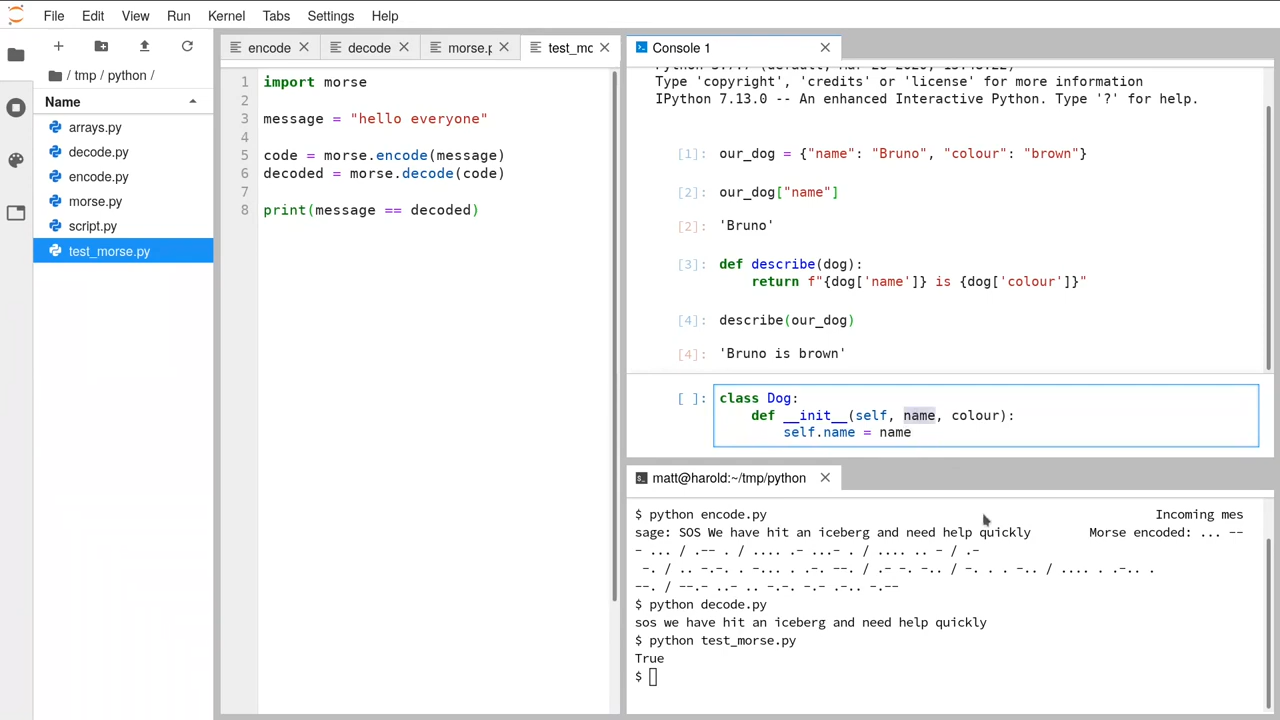 File Edit View Run Kernel Tabs Settings Help
/ tmp / python /
Name
arrays.py
decode.py
encode.py
morse.py
script.py
test_morse.py
encode
decode
morse.p
test_mc
1 import morse
2
3 message = "hello everyone"
4
5 code = morse.encode(message)
6 decoded = morse.decode(code)
7
8 print(message == decoded)
Console 1
Type 'copyright', 'credits' or 'license' for more information
IPython 7.13.0 -- An enhanced Interactive Python. Type '?' for help.
[1]: our_dog = {"name": "Bruno", "colour": "brown"}
[2]: our_dog["name"]
[2]: 'Bruno'
[3]: def describe(dog):
return f"{dog['name']} is {dog['colour']}"
[4]: describe(our_dog)
[4]: 'Bruno is brown'
[ ]: class Dog:
def __init__(self, name, colour):
self.name = name
matt@harold:~/tmp/python
$ python encode.py Incoming mes
sage: SOS We have hit an iceberg and need help quickly Morse encoded: ... --
- ... / .-- . / .... .- ...- . / .... .. - / .-
-. / .. -.-. . -... . .-. --. / .- -. -.. / -. . . -.. / .... . .-.. .
--. / --.- ..- .. -.-. -.- .-.. -.--
$ python decode.py
sos we have hit an iceberg and need help quickly
$ python test_morse.py
True
$